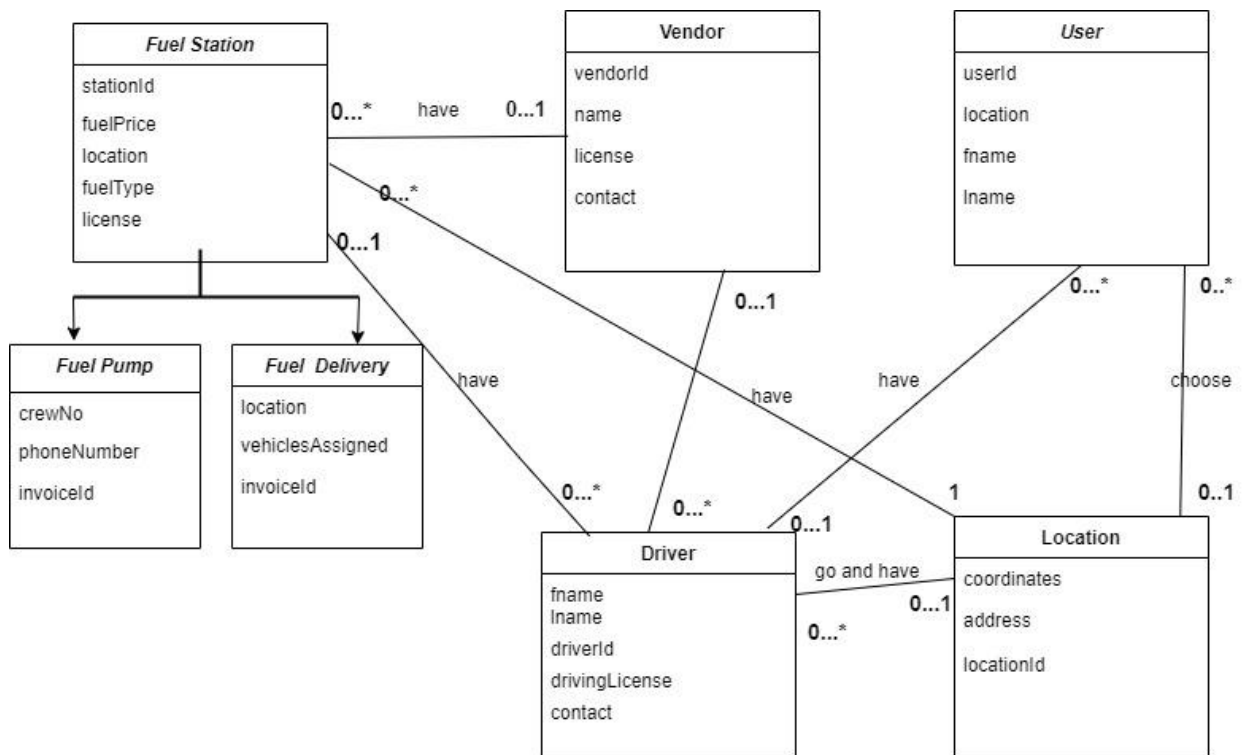 Fuel Station
stationId
fuelPrice
location
fuelType
license
Vendor
vendorId
name
license
contact
User
userId
location
fname
lname
0...*
have
0...1
0...*
0...1
0...1
0...*
0..*
Fuel Pump
crewNo
phoneNumber
invoiceId
Fuel Delivery
location
vehiclesAssigned
invoiceId
have
have
have
choose
0...*
0...*
0...1
1
0..1
Driver
fname
lname
driverId
drivingLicense
contact
go and have
0...1
0...*
Location
coordinates
address
locationId